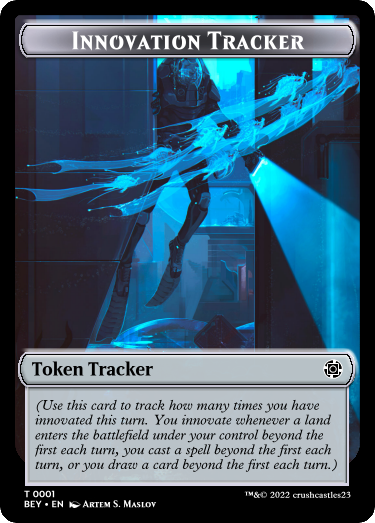 INNOVATION TRACKER
Token Tracker
(Use this card to track how many times you have
innovated this turn. You innovate whenever a land
enters the battlefield under your control beyond the
first each turn, you cast a spell beyond the first each
turn, or you draw a card beyond the first each turn.)
T 0001
BEY • EN ARTEM S. MASLOV
™&© 2022 crushcastles23